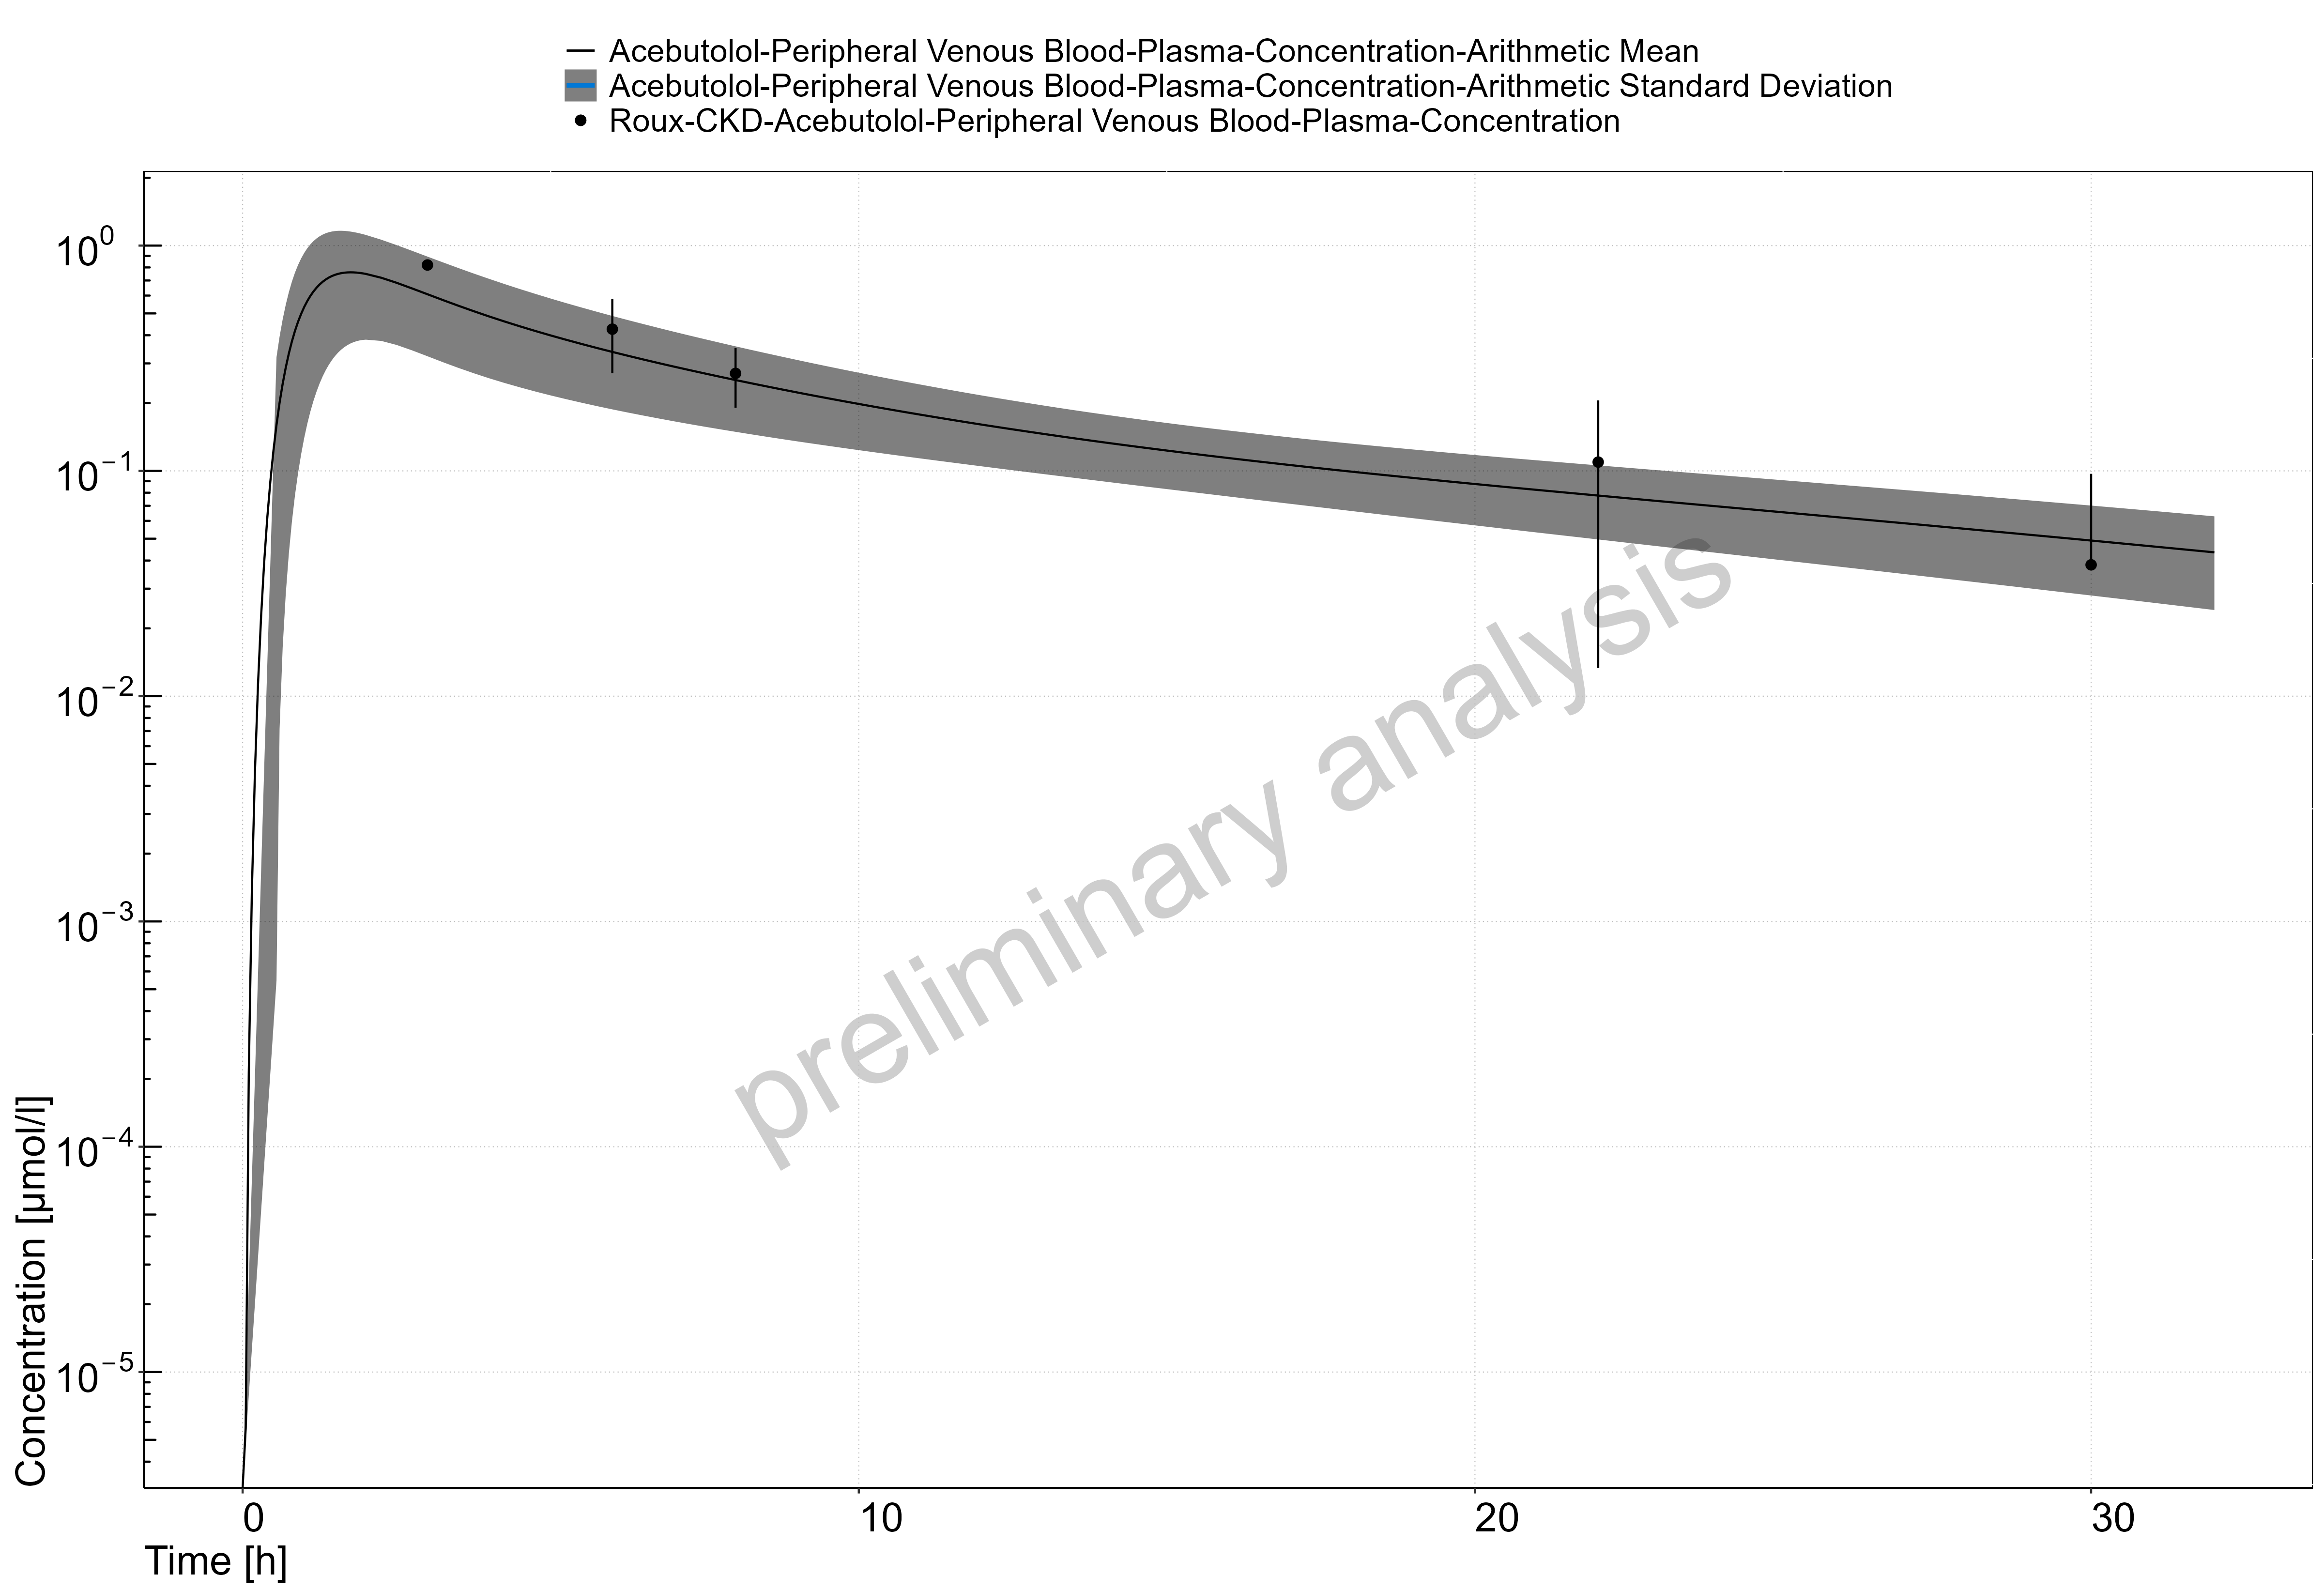 Acebutolol-Peripheral Venous Blood-Plasma-Concentration-Arithmetic Mean
Acebutolol-Peripheral Venous Blood-Plasma-Concentration-Arithmetic Standard Deviation
Roux-CKD-Acebutolol-Peripheral Venous Blood-Plasma-Concentration
Concentration [µmol/l]
10⁰
10⁻¹
10⁻²
10⁻³
10⁻⁴
10⁻⁵
preliminary analysis
0 10 20 30
Time [h]